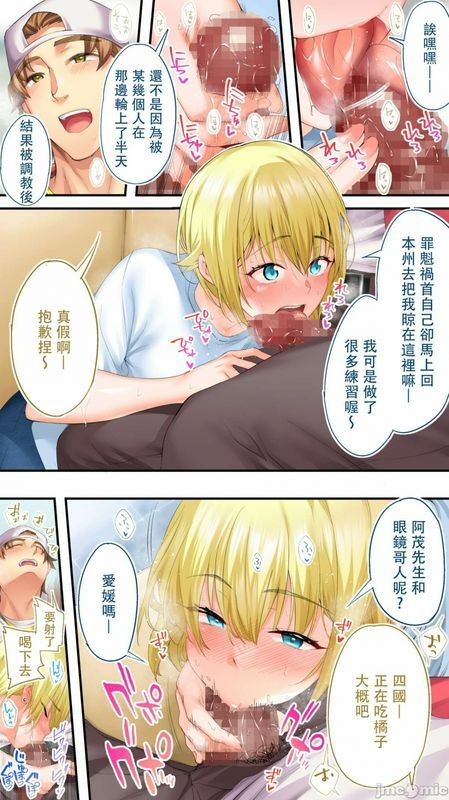 誒嘿嘿——
還不是因為被
某幾個人在
那邊輪上了半天
結果被調教後
罪魁禍首自己卻馬上回
本州去把我晾在這裡嘛——
我可是做了
很多練習喔～
真假啊——
抱歉捏～
阿茂先生和
眼鏡哥人呢?
四國——
正在吃橘子
大概吧
愛媛嗎——
要射了
喝下去
jmcomic